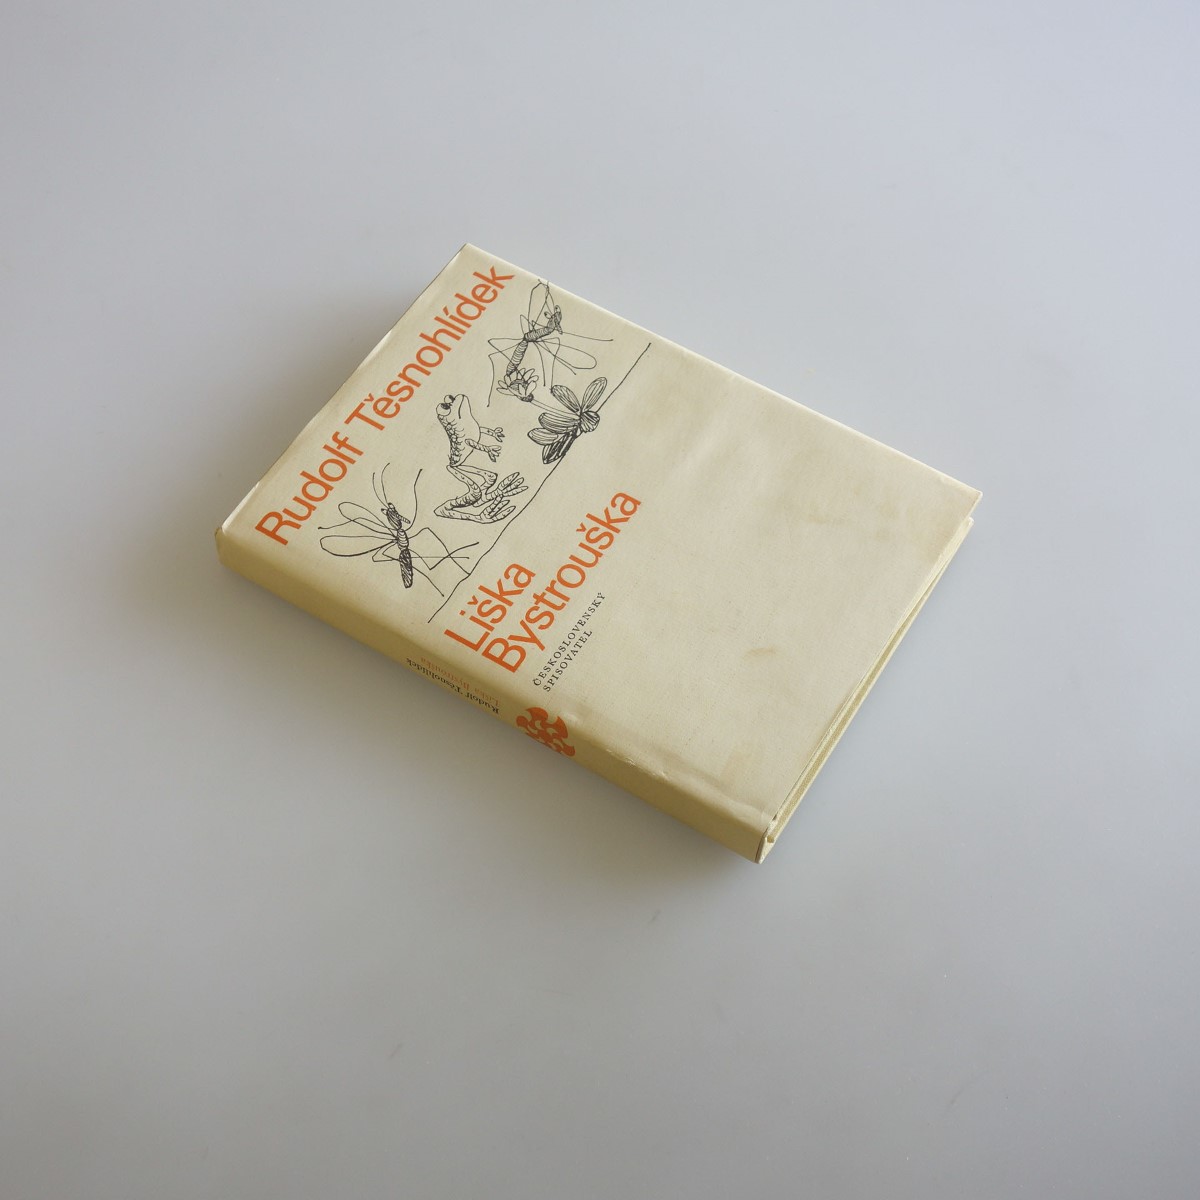 Rudolf Těsnohlídek
Liška
Bystrouška
ČESKOSLOVENSKÝ
SPISOVATEL
Rudolf Těsnohlídek
Liška Bystrouška